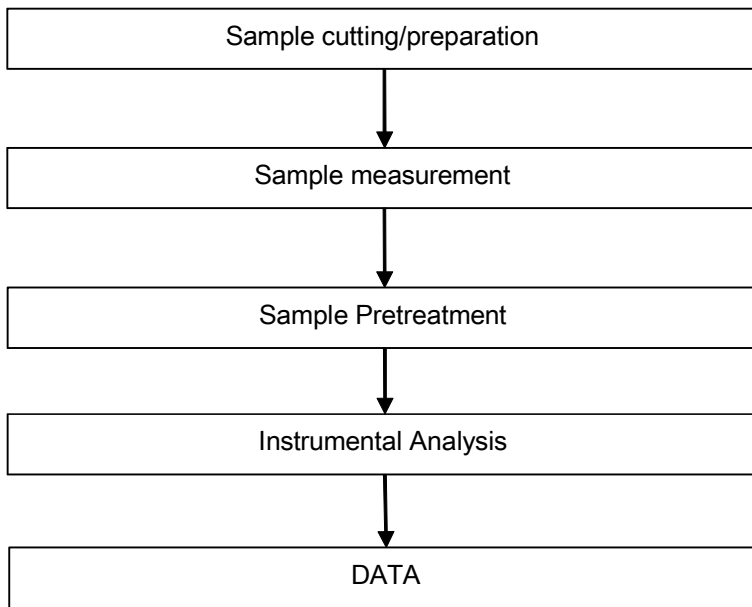 Sample cutting/preparation
Sample measurement
Sample Pretreatment
Instrumental Analysis
DATA